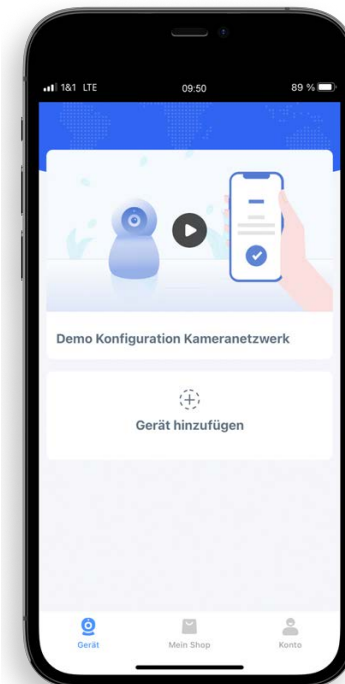 1&1 LTE 09:50 89 %
Demo Konfiguration Kameranetzwerk
Gerät hinzufügen
Gerät Mein Shop Konto